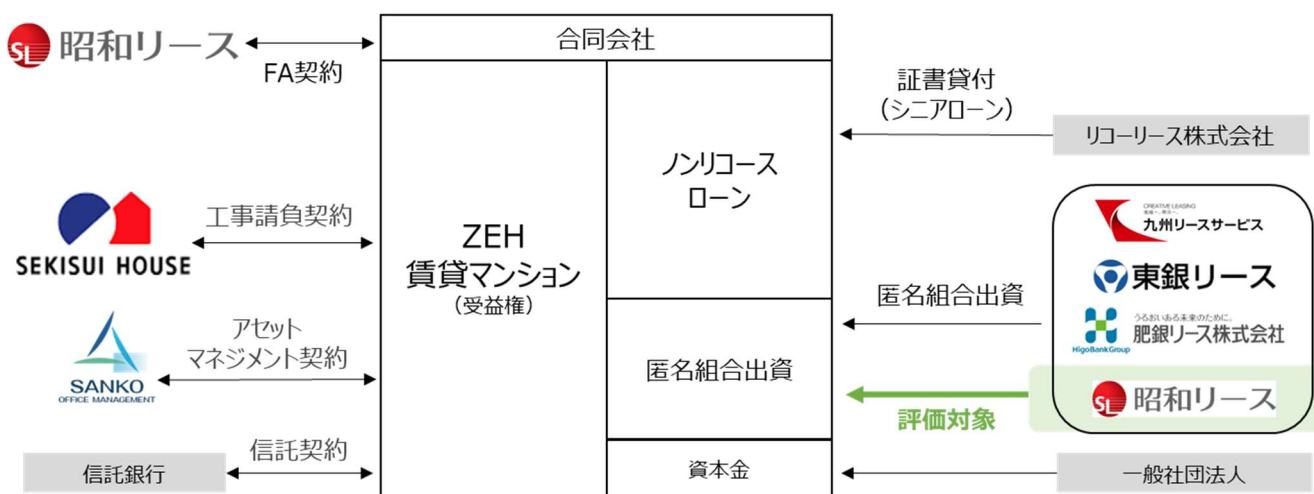 SL 昭和リース
FA契約
SEKISUI HOUSE
工事請負契約
SANKO
OFFICE MANAGEMENT
アセット
マネジメント契約
信託銀行
信託契約
合同会社
ZEH
賃貸マンション
(受益権)
ノンリコース
ローン
匿名組合出資
資本金
証書貸付
(シニアローン)
リコーリース株式会社
匿名組合出資
CREATIVE LEASING
九州リースサービス
東銀リース
うるおいある未来のために。
肥銀リース株式会社
HigoBankGroup
評価対象
SL 昭和リース
一般社団法人